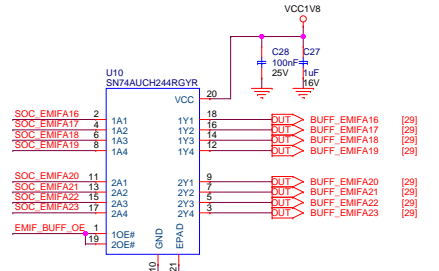 VCC1V8
C28
C27
100nF
1uF
25V
16V
U10
SN74AUCH244RGYR
VCC
20
SOC_EMIFA16 2 1A1 1Y1 18 OUT BUFF_EMIFA16 [29]
SOC_EMIFA17 4 1A2 1Y2 16 OUT BUFF_EMIFA17 [29]
SOC_EMIFA18 6 1A3 1Y3 14 OUT BUFF_EMIFA18 [29]
SOC_EMIFA19 8 1A4 1Y4 12 OUT BUFF_EMIFA19 [29]
SOC_EMIFA20 11 2A1 2Y1 9 OUT BUFF_EMIFA20 [29]
SOC_EMIFA21 13 2A2 2Y2 7 OUT BUFF_EMIFA21 [29]
SOC_EMIFA22 15 2A3 2Y3 5 OUT BUFF_EMIFA22 [29]
SOC_EMIFA23 17 2A4 2Y4 3 OUT BUFF_EMIFA23 [29]
EMIF_BUFF_OE 1 1OE#
19 2OE#
GND
EPAD
10
21